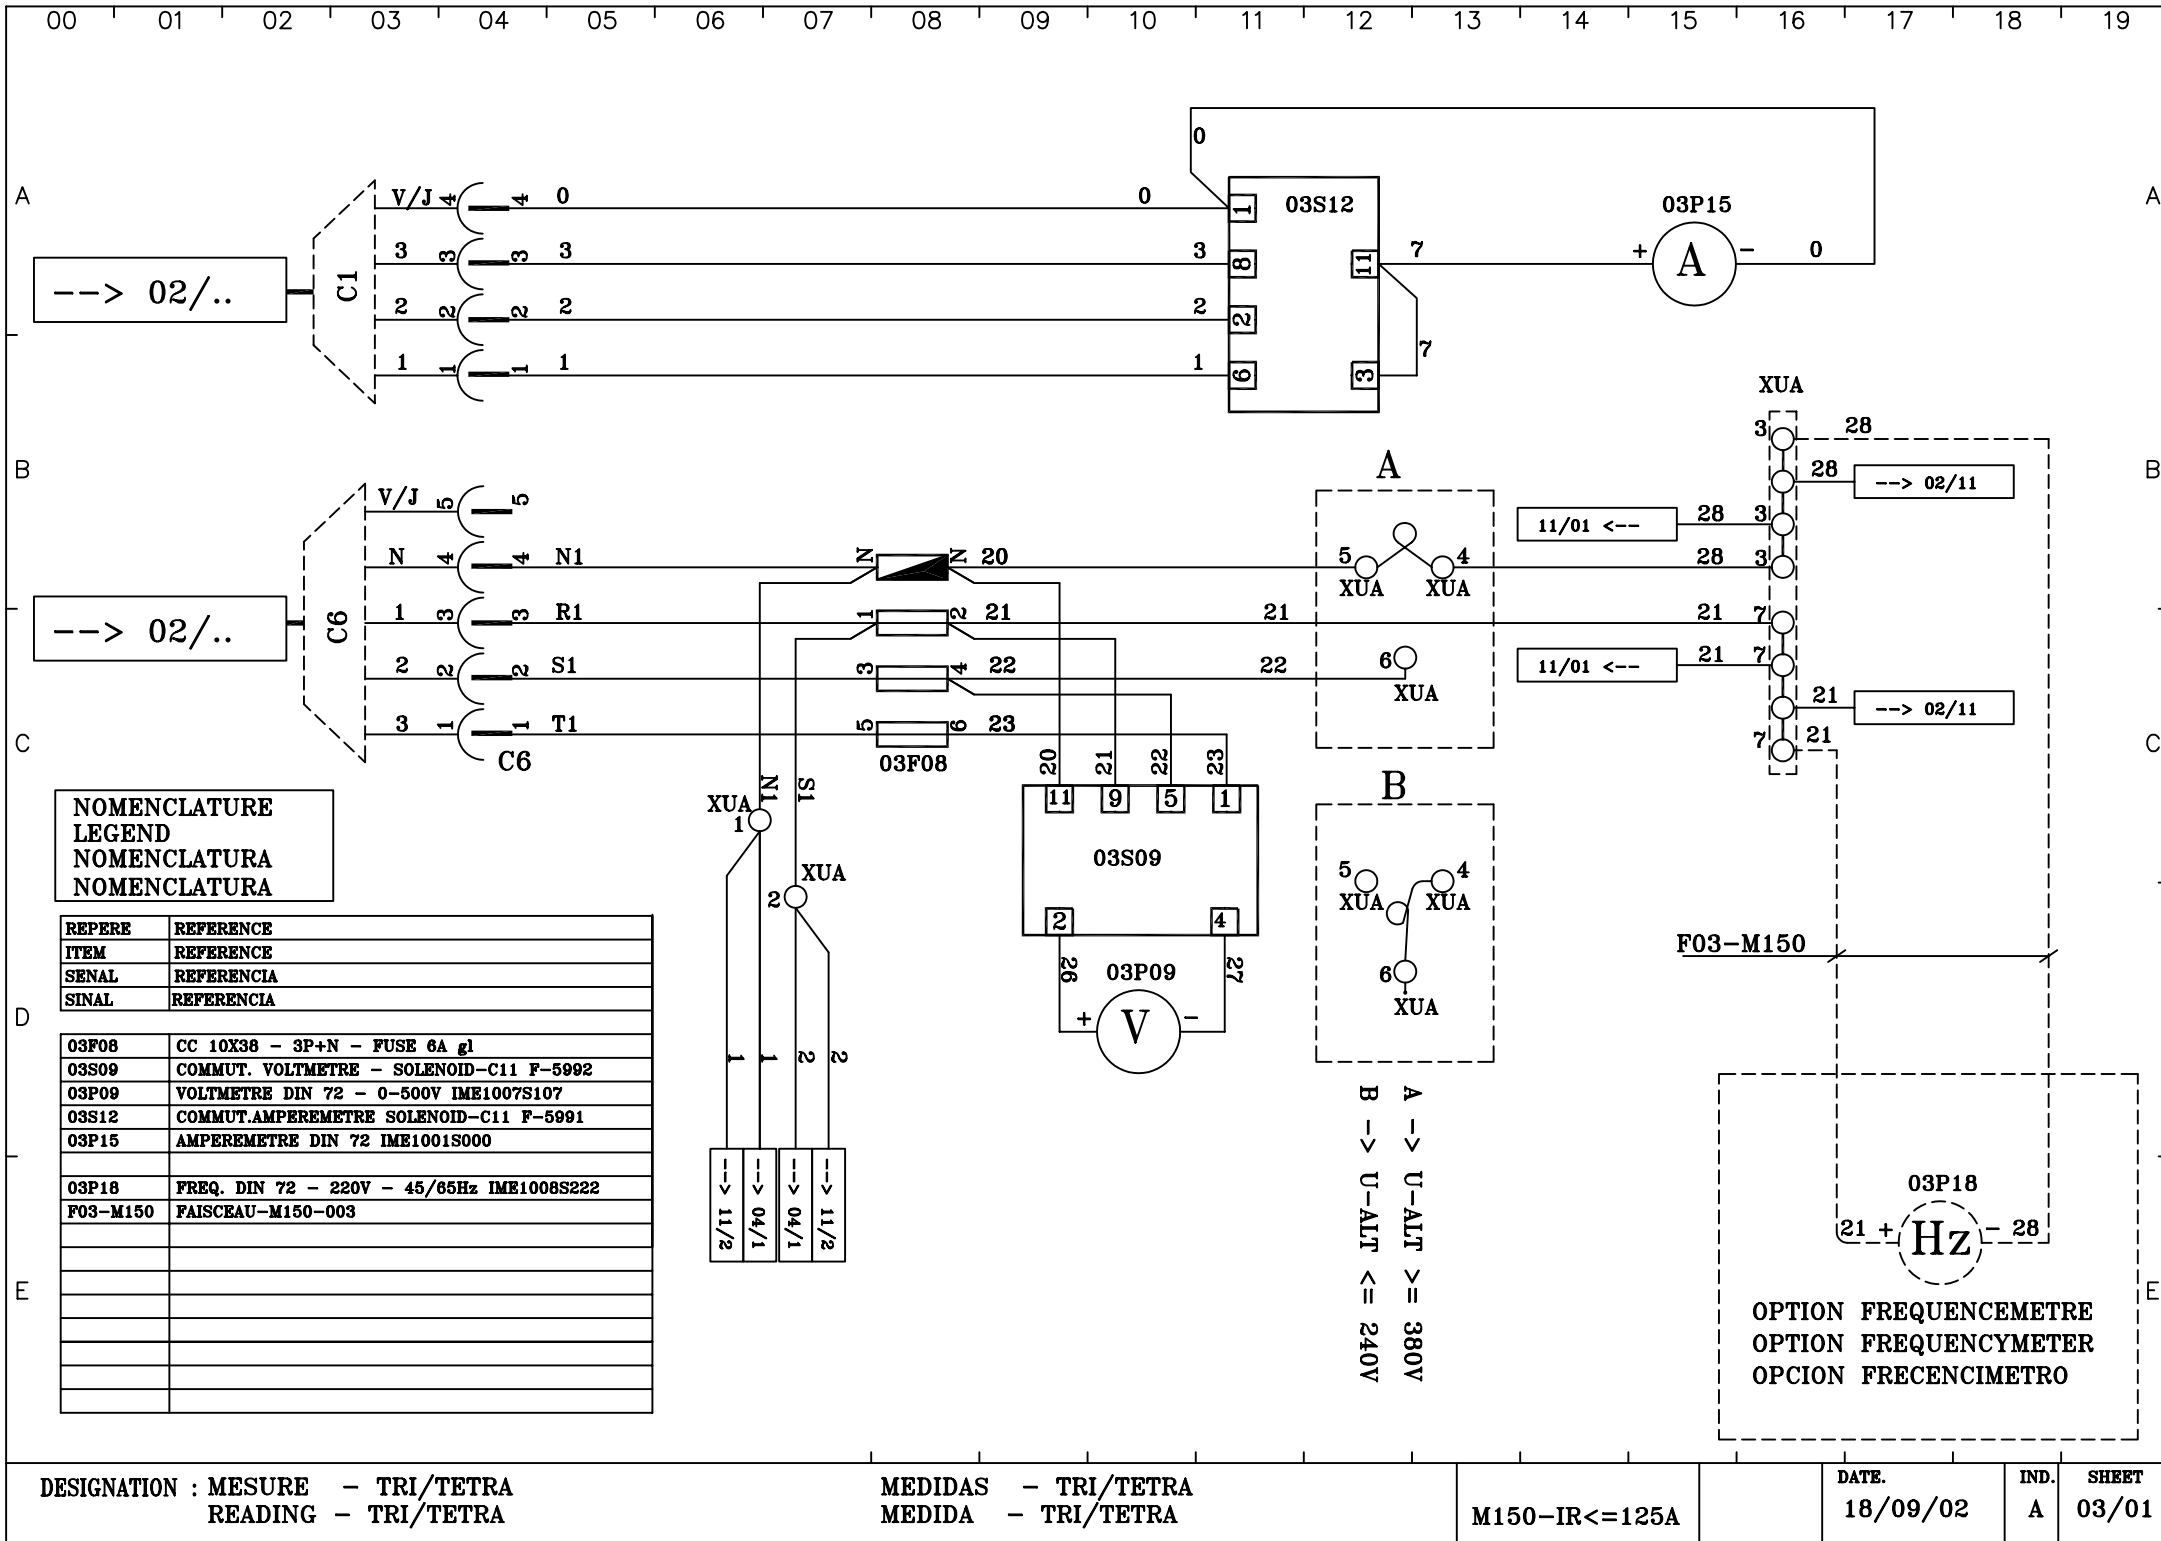 00 01 02 03 04 05 06 07 08 09 10 11 12 13 14 15 16 17 18 19
A
A
B
B
C
C
D
E
E
0
V/J 4 4 0 0 1 03S12
03P15
3 3 3 3 3 8 11 7 + A - 0
--> 02/..
C1
2 2 2 2 2 2
7
1 1 1 1 1 6 3
XUA
3 28
28 --> 02/11
11/01 <-- 28 3
28 3
A
5 4
XUA XUA
6
XUA
V/J 5 5
N 4 4 N1 N N 20
--> 02/..
C6
1 3 3 R1 1 2 21 21 21 7
2 2 2 S1 3 4 22 22
11/01 <-- 21 7
21 --> 02/11
3 1 1 T1 5 6 23
C6
03F08
7 21
N1 S1
XUA
1
XUA
2
20 21 22 23
11 9 5 1
03S09
2 4
26 03P09 27
+ V -
B
5 4
XUA XUA
6
XUA
F03-M150
NOMENCLATURE
LEGEND
NOMENCLATURA
NOMENCLATURA
REPERE REFERENCE
ITEM REFERENCE
SENAL REFERENCIA
SINAL REFERENCIA
03F08 CC 10X38 - 3P+N - FUSE 6A gl
03S09 COMMUT. VOLTMETRE - SOLENOID-C11 F-5992
03P09 VOLTMETRE DIN 72 - 0-500V IME1007S107
03S12 COMMUT.AMPEREMETRE SOLENOID-C11 F-5991
03P15 AMPEREMETRE DIN 72 IME1001S000
03P18 FREQ. DIN 72 - 220V - 45/65Hz IME1008S222
F03-M150 FAISCEAU-M150-003
1 1 2 2
--> 11/2
--> 04/1
--> 04/1
--> 11/2
A -> U-ALT >= 380V
B -> U-ALT <= 240V
03P18
21 + Hz - 28
OPTION FREQUENCEMETRE
OPTION FREQUENCYMETER
OPCION FRECENCIMETRO
DESIGNATION : MESURE - TRI/TETRA
READING - TRI/TETRA
MEDIDAS - TRI/TETRA
MEDIDA - TRI/TETRA
M150-IR<=125A
DATE.
18/09/02
IND.
A
SHEET
03/01